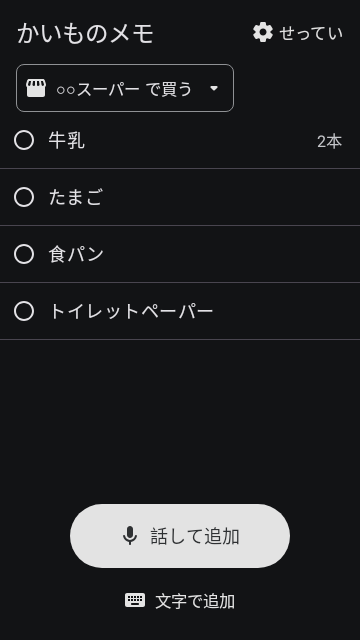 かいものメモ
せってい
○○スーパー で買う
牛乳
2本
たまご
食パン
トイレットペーパー
話して追加
文字で追加